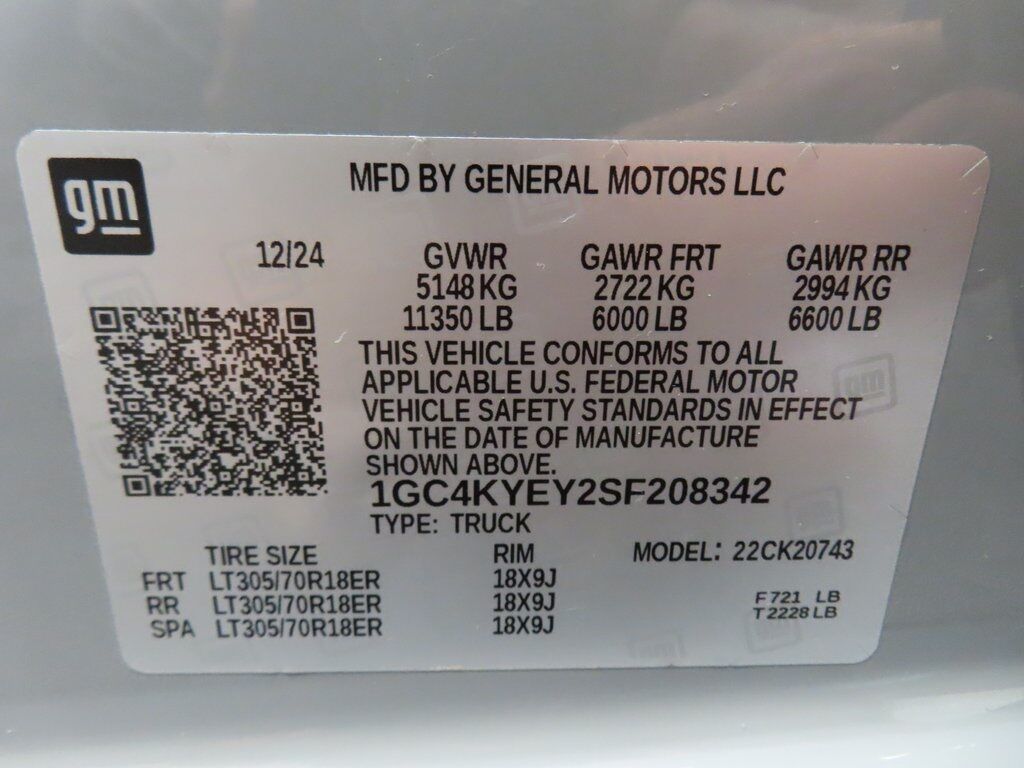 gm
MFD BY GENERAL MOTORS LLC
12/24 GVWR GAWR FRT GAWR RR
5148 KG 2722 KG 2994 KG
11350 LB 6000 LB 6600 LB
THIS VEHICLE CONFORMS TO ALL
APPLICABLE U.S. FEDERAL MOTOR
VEHICLE SAFETY STANDARDS IN EFFECT
ON THE DATE OF MANUFACTURE
SHOWN ABOVE.
1GC4KYEY2SF208342
TYPE: TRUCK
TIRE SIZE RIM MODEL: 22CK20743
FRT LT305/70R18ER 18X9J
RR LT305/70R18ER 18X9J F 721 LB
SPA LT305/70R18ER 18X9J T 2228 LB